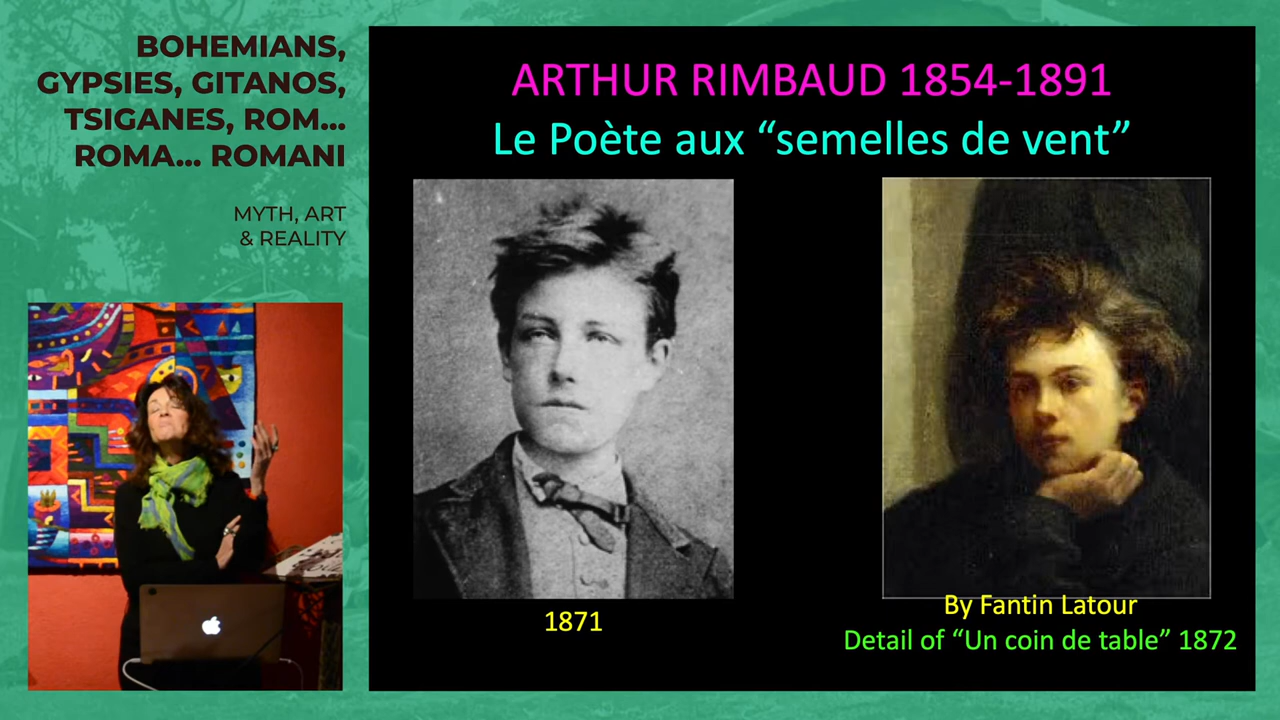 BOHEMIANS,
GYPSIES, GITANOS,
TSIGANES, ROM...
ROMA... ROMANI
MYTH, ART
& REALITY
ARTHUR RIMBAUD 1854-1891
Le Poète aux “semelles de vent”
1871
By Fantin Latour
Detail of “Un coin de table” 1872